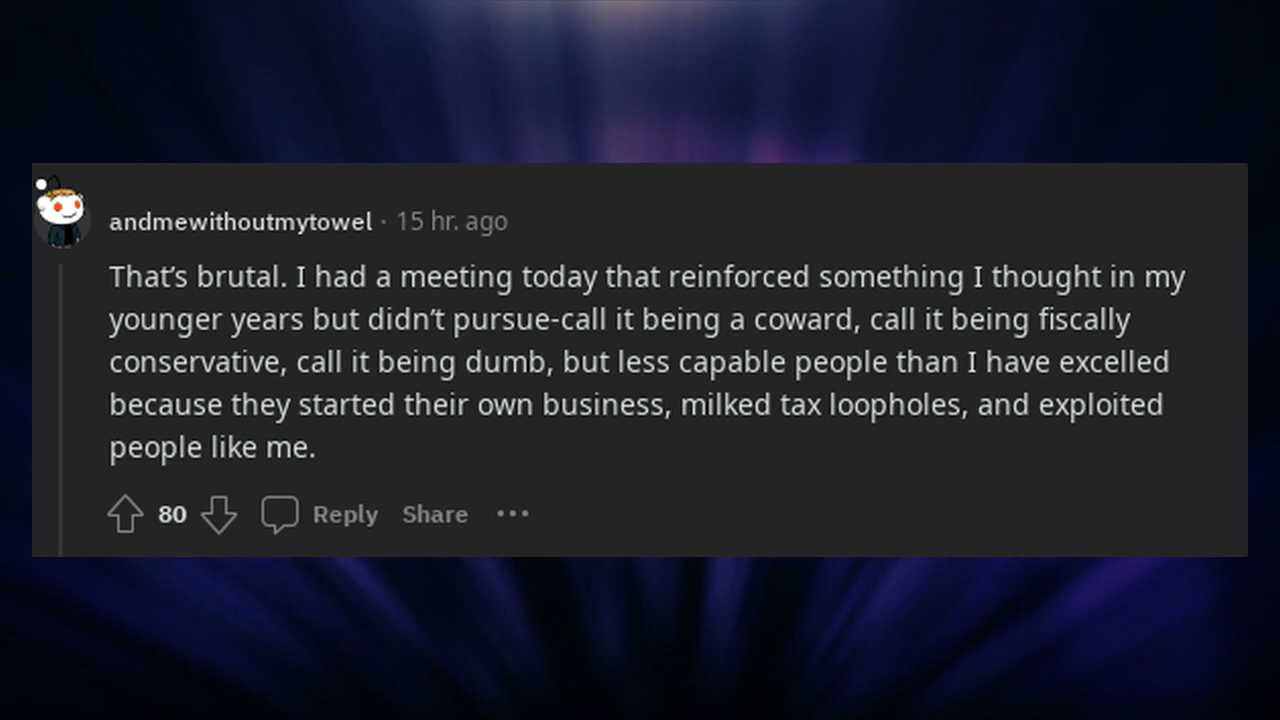 andmewithoutmytowel · 15 hr. ago
That’s brutal. I had a meeting today that reinforced something I thought in my
younger years but didn’t pursue-call it being a coward, call it being fiscally
conservative, call it being dumb, but less capable people than I have excelled
because they started their own business, milked tax loopholes, and exploited
people like me.
80 Reply Share ···